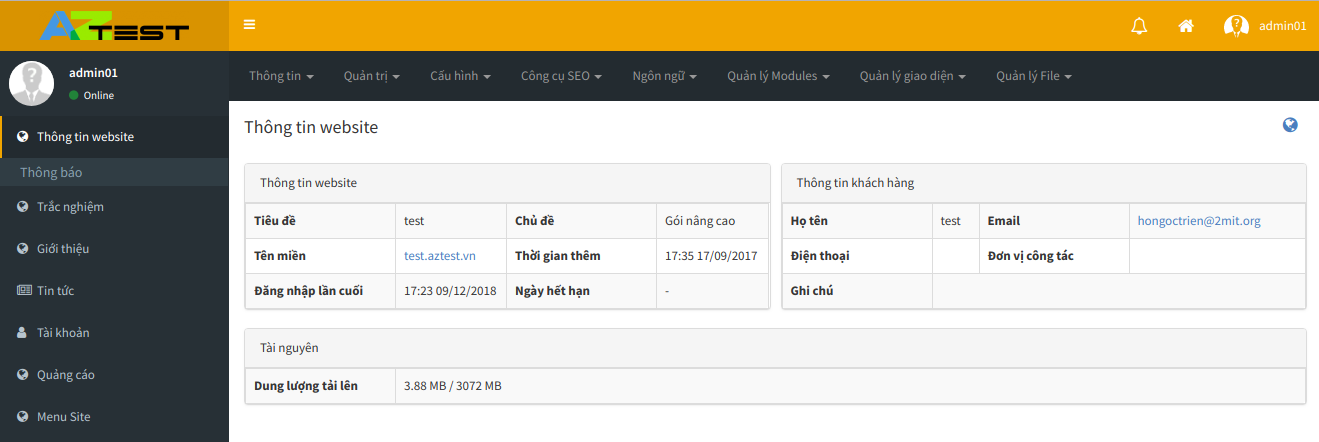 AZTEST
admin01
admin01
Online
Thông tin Quản trị Cấu hình Công cụ SEO Ngôn ngữ Quản lý Modules Quản lý giao diện Quản lý File
Thông tin website
Thông báo
Trắc nghiệm
Giới thiệu
Tin tức
Tài khoản
Quảng cáo
Menu Site
Thông tin website
Thông tin website
Tiêu đề test Chủ đề Gói nâng cao
Tên miền test.aztest.vn Thời gian thêm 17:35 17/09/2017
Đăng nhập lần cuối 17:23 09/12/2018 Ngày hết hạn -
Thông tin khách hàng
Họ tên test Email hongoctrien@2mit.org
Điện thoại Đơn vị công tác
Ghi chú
Tài nguyên
Dung lượng tải lên 3.88 MB / 3072 MB